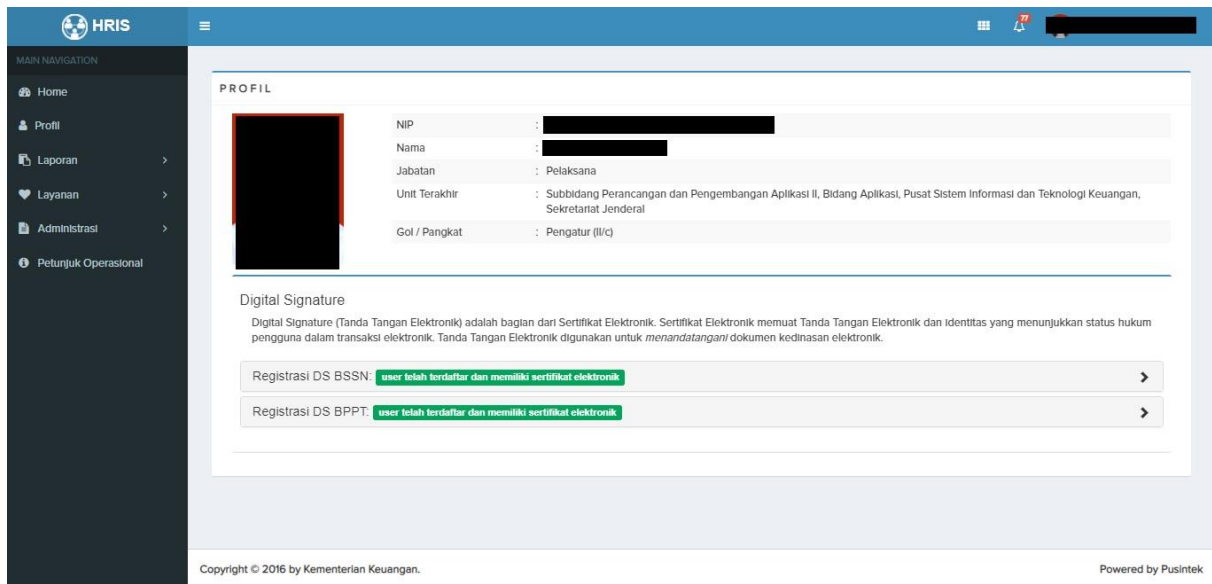 HRIS
77
MAIN NAVIGATION
Home
Profil
Laporan
Layanan
Administrasi
Petunjuk Operasional
PROFIL
NIP :
Nama :
Jabatan : Pelaksana
Unit Terakhir : Subbidang Perancangan dan Pengembangan Aplikasi II, Bidang Aplikasi, Pusat Sistem Informasi dan Teknologi Keuangan,
Sekretariat Jenderal
Gol / Pangkat : Pengatur (II/c)
Digital Signature
Digital Signature (Tanda Tangan Elektronik) adalah bagian dari Sertifikat Elektronik. Sertifikat Elektronik memuat Tanda Tangan Elektronik dan identitas yang menunjukkan status hukum
pengguna dalam transaksi elektronik. Tanda Tangan Elektronik digunakan untuk menandatangani dokumen kedinasan elektronik.
Registrasi DS BSSN: user telah terdaftar dan memiliki sertifikat elektronik
Registrasi DS BPPT: user telah terdaftar dan memiliki sertifikat elektronik
Copyright © 2016 by Kementerian Keuangan. Powered by Pusintek